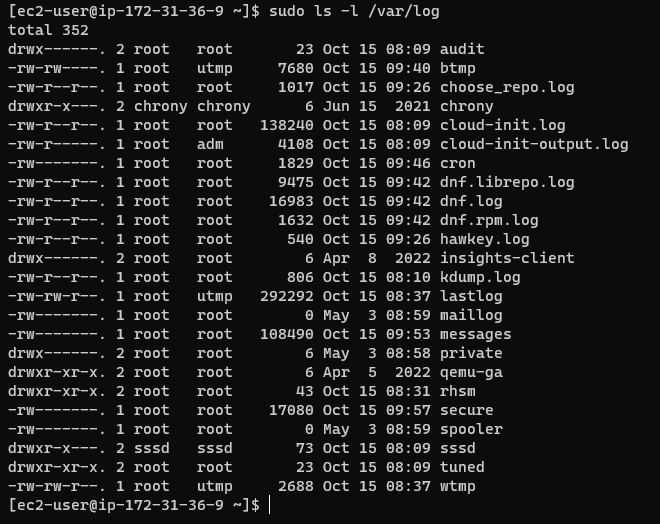 [ec2-user@ip-172-31-36-9 ~]$ sudo ls -l /var/log
total 352
drwx------. 2 root   root       23 Oct 15 08:09 audit
-rw-rw----. 1 root   utmp     7680 Oct 15 09:40 btmp
-rw-r--r--. 1 root   root     1017 Oct 15 09:26 choose_repo.log
drwxr-x---. 2 chrony chrony      6 Jun 15  2021 chrony
-rw-r--r--. 1 root   root   138240 Oct 15 08:09 cloud-init.log
-rw-r-----. 1 root   adm      4108 Oct 15 08:09 cloud-init-output.log
-rw-------. 1 root   root     1829 Oct 15 09:46 cron
-rw-r--r--. 1 root   root     9475 Oct 15 09:42 dnf.librepo.log
-rw-r--r--. 1 root   root    16983 Oct 15 09:42 dnf.log
-rw-r--r--. 1 root   root     1632 Oct 15 09:42 dnf.rpm.log
-rw-r--r--. 1 root   root      540 Oct 15 09:26 hawkey.log
drwx------. 2 root   root        6 Apr  8  2022 insights-client
-rw-r--r--. 1 root   root      806 Oct 15 08:10 kdump.log
-rw-rw-r--. 1 root   utmp   292292 Oct 15 08:37 lastlog
-rw-------. 1 root   root        0 May  3 08:59 maillog
-rw-------. 1 root   root   108490 Oct 15 09:53 messages
drwx------. 2 root   root        6 May  3 08:58 private
drwxr-xr-x. 2 root   root        6 Apr  5  2022 qemu-ga
drwxr-xr-x. 2 root   root       43 Oct 15 08:31 rhsm
-rw-------. 1 root   root    17080 Oct 15 09:57 secure
-rw-------. 1 root   root        0 May  3 08:59 spooler
drwxr-x---. 2 sssd   sssd       73 Oct 15 08:09 sssd
drwxr-xr-x. 2 root   root       23 Oct 15 08:09 tuned
-rw-rw-r--. 1 root   utmp     2688 Oct 15 08:37 wtmp
[ec2-user@ip-172-31-36-9 ~]$